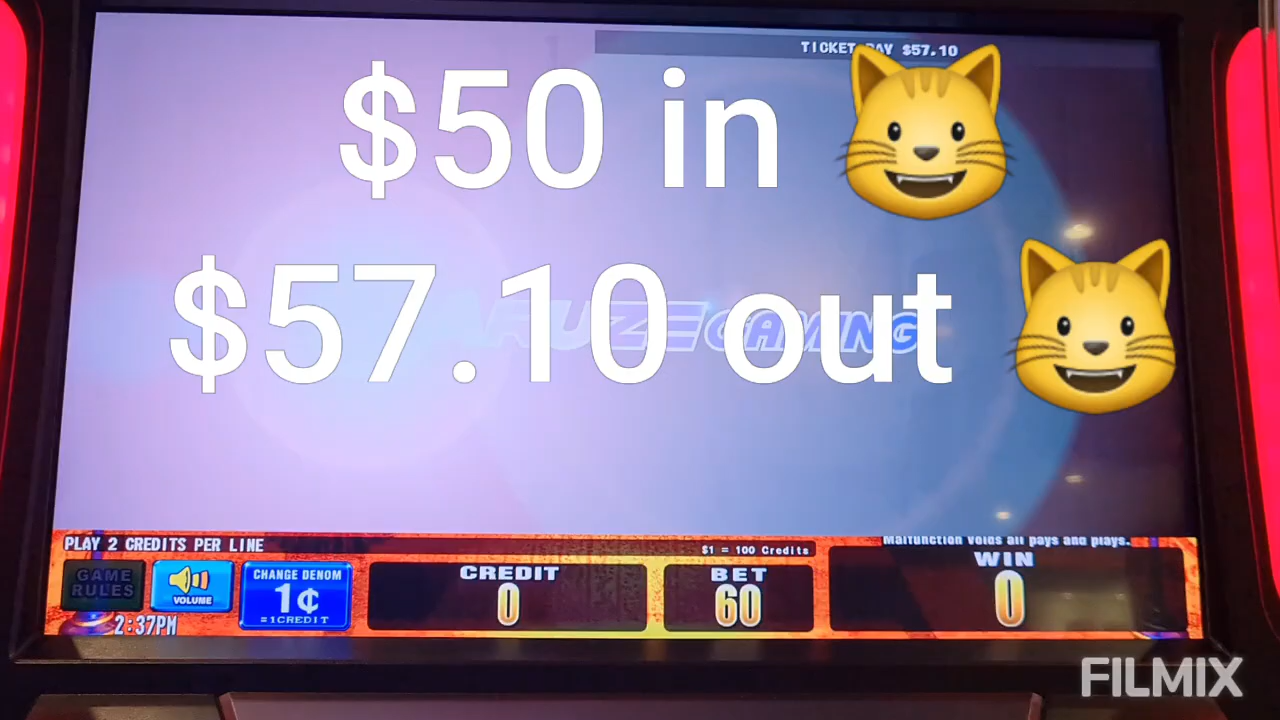 TICKET PAY $57.10
$50 in
$57.10 out
ARUZE GAMING
PLAY 2 CREDITS PER LINE
$1 = 100 Credits
Malfunction voids all pays and plays.
GAME
RULES
VOLUME
CHANGE DENOM
1¢
=1CREDIT
CREDIT
0
BET
60
WIN
0
2:37PM
FILMIX